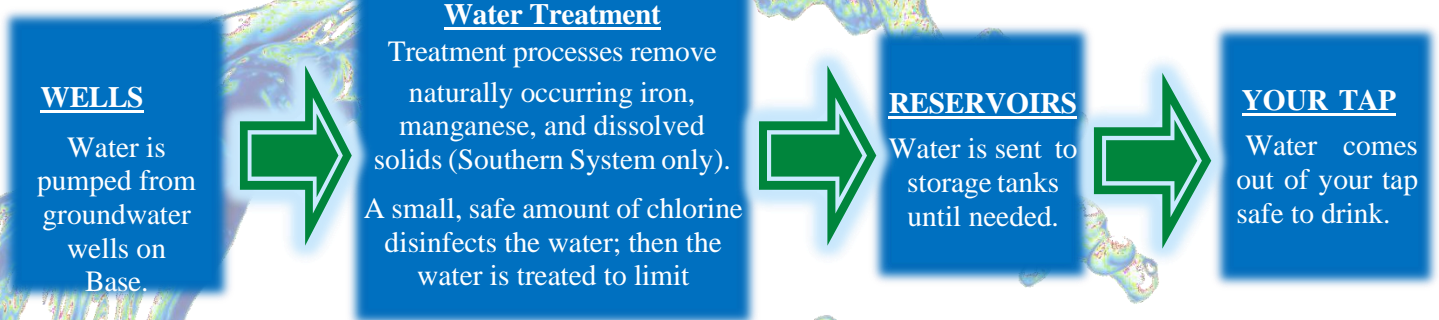 WELLS
Water is
pumped from
groundwater
wells on
Base.
Water Treatment
Treatment processes remove
naturally occurring iron,
manganese, and dissolved
solids (Southern System only).
A small, safe amount of chlorine
disinfects the water; then the
water is treated to limit
RESERVOIRS
Water is sent to
storage tanks
until needed.
YOUR TAP
Water comes
out of your tap
safe to drink.